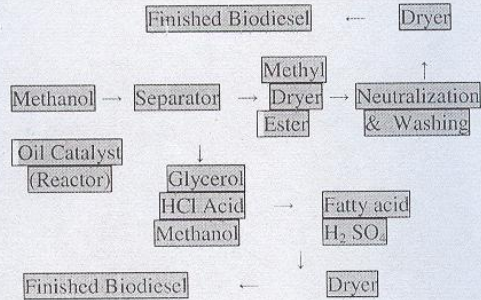 Finished Biodiesel ← Dryer
↑
Methanol → Separator → Methyl Dryer Ester → Neutralization & Washing
Oil Catalyst (Reactor)
↓
Glycerol HCl Acid Methanol → Fatty acid H₂ SO₄
↓
Finished Biodiesel ← Dryer